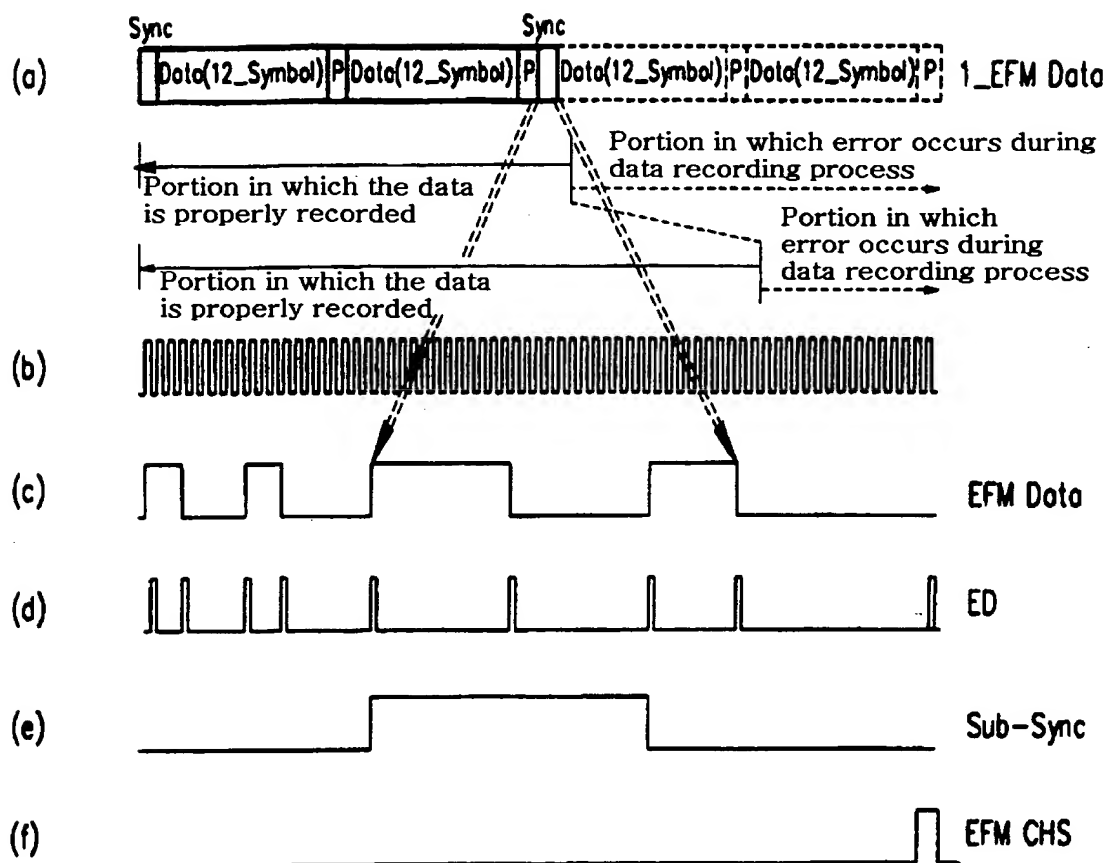 Sync Sync
(a) Data(12_Symbol) P Data(12_Symbol) P Data(12_Symbol) P Data(12_Symbol) P 1_EFM Data
Portion in which error occurs during
data recording process
Portion in which the data
is properly recorded
Portion in which
error occurs during
data recording process
Portion in which the data
is properly recorded
(b)
(c) EFM Data
(d) ED
(e) Sub-Sync
(f) EFM CHS